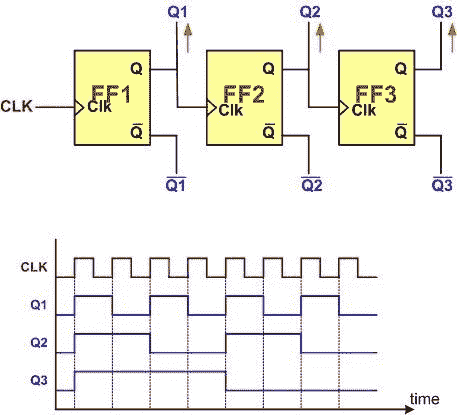 Q1 Q2 Q3
Q Q Q
FF1 FF2 FF3
CLK Clk Clk Clk
Q̅ Q̅ Q̅
Q̅1̅ Q̅2̅ Q̅3̅
CLK
Q1
Q2
Q3
time